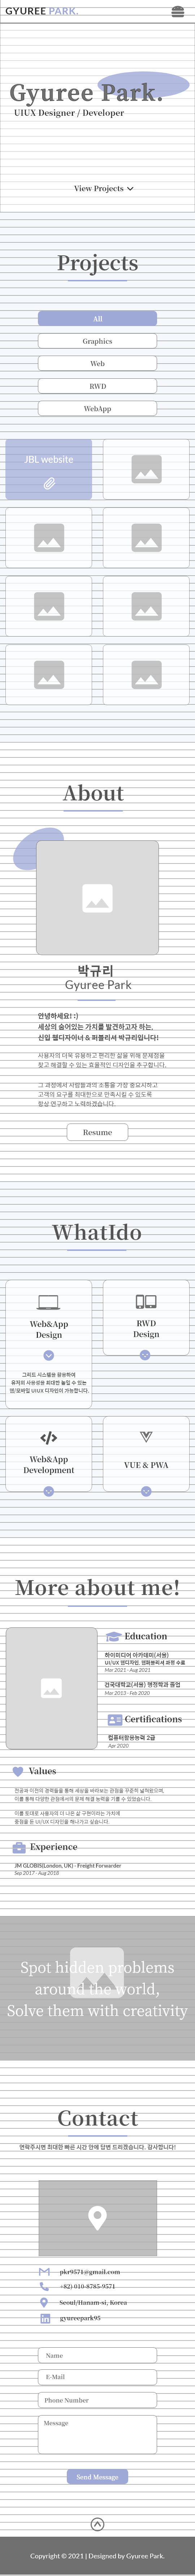 GYUREE PARK.
Gyuree Park.
UIUX Designer / Developer
View Projects
Projects
All
Graphics
Web
RWD
WebApp
JBL website
About
박규리
Gyuree Park
안녕하세요! :)
세상의 숨어있는 가치를 발견하고자 하는,
신입 웹디자이너 & 퍼블리셔 박규리입니다!
사용자의 더욱 유용하고 편리한 삶을 위해 문제점을
찾고 해결할 수 있는 효율적인 디자인을 추구합니다.
그 과정에서 사람들과의 소통을 가장 중요시하고
고객의 요구를 최대한으로 만족시킬 수 있도록
항상 연구하고 노력하겠습니다.
Resume
WhatIdo
Web&App
Design
그리드 시스템을 활용하여
유저의 사용성을 최대한 높일 수 있는
웹/모바일 UIUX 디자인이 가능합니다.
RWD
Design
Web&App
Development
VUE & PWA
More about me!
Education
하이미디어 아카데미(서울)
UI'UX 앤디자인, 앱퍼블리셔 과정 수료
Mar 2021 - Aug 2021
건국대학교(서울) 행정학과 졸업
Mar 2013 - Feb 2020
Certifications
컴퓨터활용능력 2급
Apr 2020
Values
전공과 이전의 경력들을 통해 세상을 바라보는 관점을 꾸준히 넓혀왔으며,
이를 통해 다양한 관점에서의 문제 해결 능력을 기를 수 있었습니다.
이를 토대로 사용자의 더 나은 삶 구현이라는 가치에
중점을 둔 UI'UX 디자인을 해나가고 싶습니다.
Experience
JM GLOBIS(London, UK) - Freight Forwarder
Sep 2017 -Aug 2018
Spot hidden problems
around the world,
Solve them with creativity
Contact
연락주시면 최대한 빠른 시간 안에 답변 드리겠습니다. 감사합니다!
pkr9571@gmail.com
+82) 010-8785-9571
Seoul/Hanam-si, Korea
gyureepark95
Name
E-Mail
Phone Number
Message
Send Message
Copyright © 2021 | Designed by Gyuree Park.